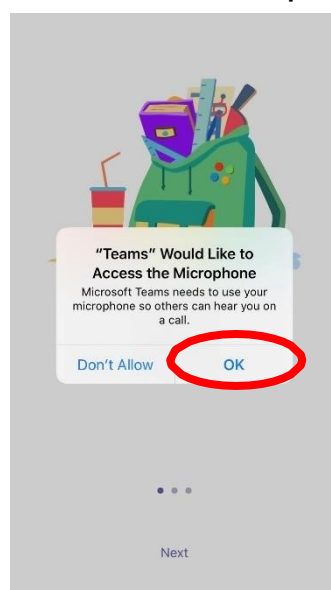 “Teams” Would Like to
Access the Microphone
Microsoft Teams needs to use your
microphone so others can hear you on
a call.
Don’t Allow
OK
Next